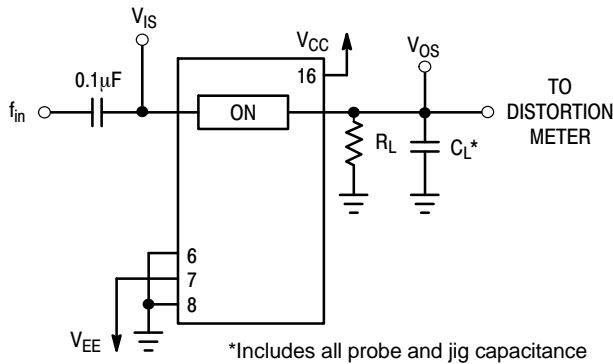 V_IS
V_CC
V_OS
0.1μF
16
f_in
ON
R_L
C_L*
TO
DISTORTION
METER
6
7
8
V_EE
*Includes all probe and jig capacitance